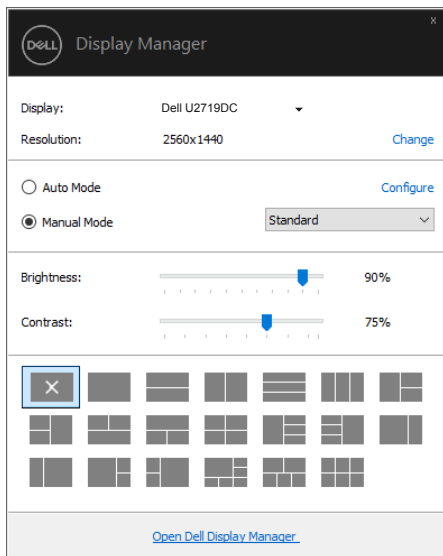 x
DELL Display Manager
Display: Dell U2719DC
Resolution: 2560x1440 Change
Auto Mode Configure
Manual Mode Standard
Brightness: 90%
Contrast: 75%
Open Dell Display Manager